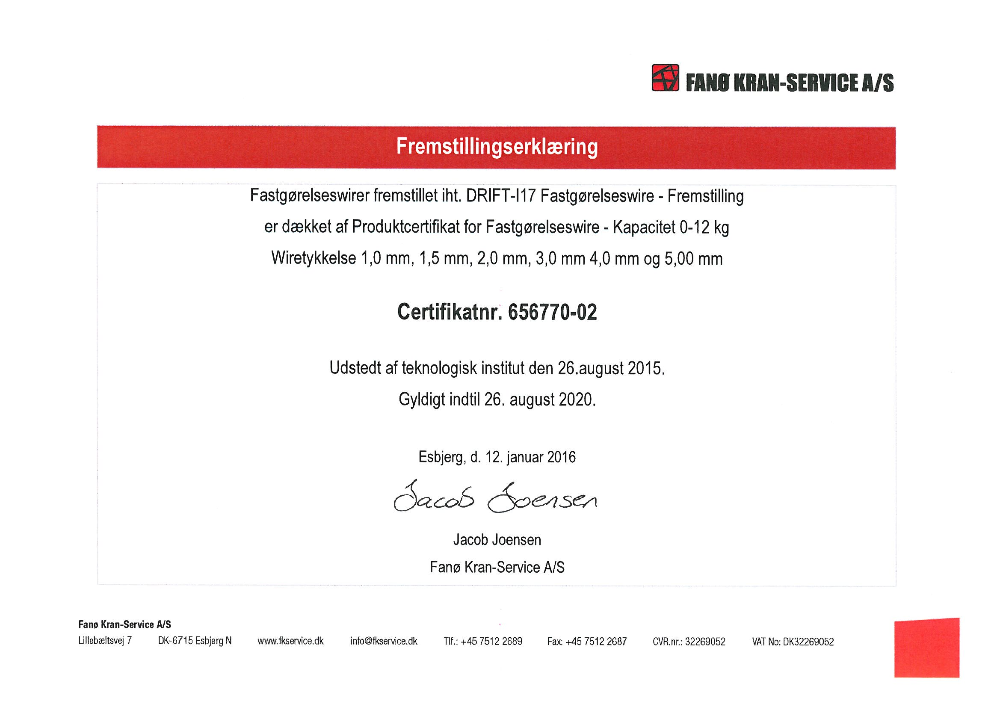 FANØ KRAN-SERVICE A/S
Fremstillingserklæring
Fastgørelseswirer fremstillet iht. DRIFT-I17 Fastgørelseswire - Fremstilling
er dækket af Produktcertifikat for Fastgørelseswire - Kapacitet 0-12 kg
Wiretykkelse 1,0 mm, 1,5 mm, 2,0 mm, 3,0 mm 4,0 mm og 5,00 mm
Certifikatnr. 656770-02
Udstedt af teknologisk institut den 26.august 2015.
Gyldigt indtil 26. august 2020.
Esbjerg, d. 12. januar 2016
Jacob Joensen
Jacob Joensen
Fanø Kran-Service A/S
Fanø Kran-Service A/S
Lillebæltsvej 7 DK-6715 Esbjerg N www.fkservice.dk info@fkservice.dk Tlf.: +45 7512 2689 Fax: +45 7512 2687 CVR.nr.: 32269052 VAT No: DK32269052